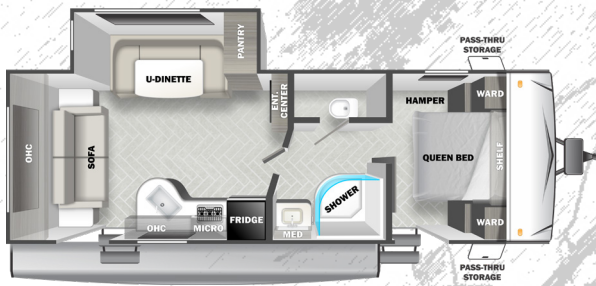 PASS-THRU
STORAGE
PANTRY
U-DINETTE
ENT.
CENTER
HAMPER
WARD
OHC
SOFA
QUEEN BED
SHELF
SHOWER
OHC
MICRO
FRIDGE
MED
WARD
PASS-THRU
STORAGE